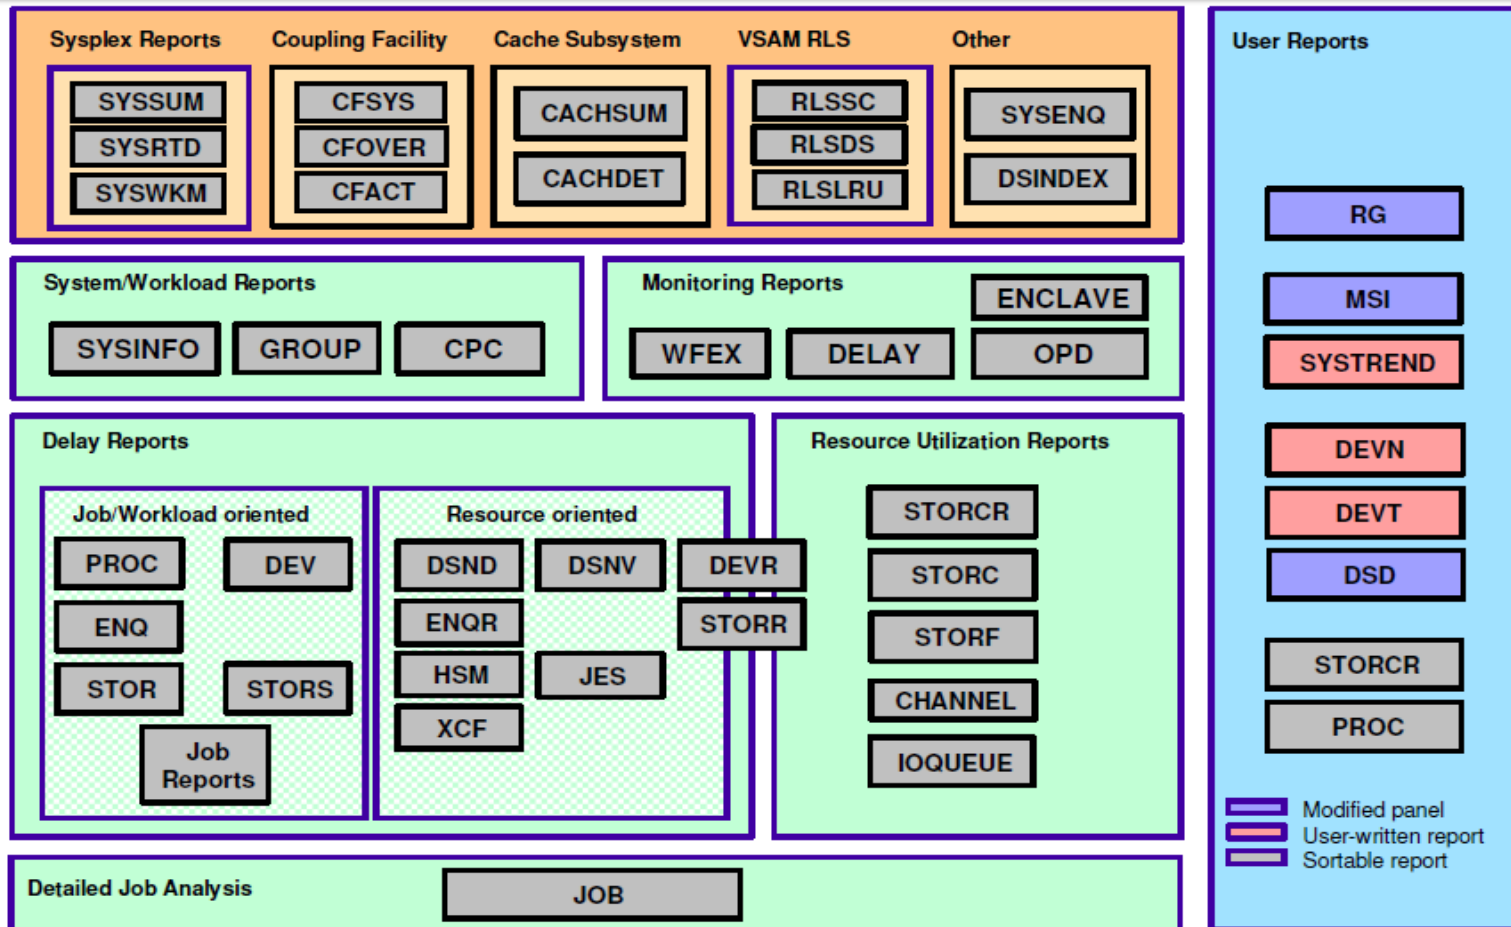 Sysplex Reports
SYSSUM
SYSRTD
SYSWKM
Coupling Facility
CFSYS
CFOVER
CFACT
Cache Subsystem
CACHSUM
CACHDET
VSAM RLS
RLSSC
RLSDS
RLSLRU
Other
SYSENQ
DSINDEX
System/Workload Reports
SYSINFO
GROUP
CPC
Monitoring Reports
WFEX
DELAY
ENCLAVE
OPD
Delay Reports
Job/Workload oriented
PROC
DEV
ENQ
STOR
STORS
Job
Reports
Resource oriented
DSND
DSNV
DEVR
ENQR
STORR
HSM
JES
XCF
Resource Utilization Reports
STORCR
STORC
STORF
CHANNEL
IOQUEUE
Detailed Job Analysis
JOB
User Reports
RG
MSI
SYSTREND
DEVN
DEVT
DSD
STORCR
PROC
Modified panel
User-written report
Sortable report